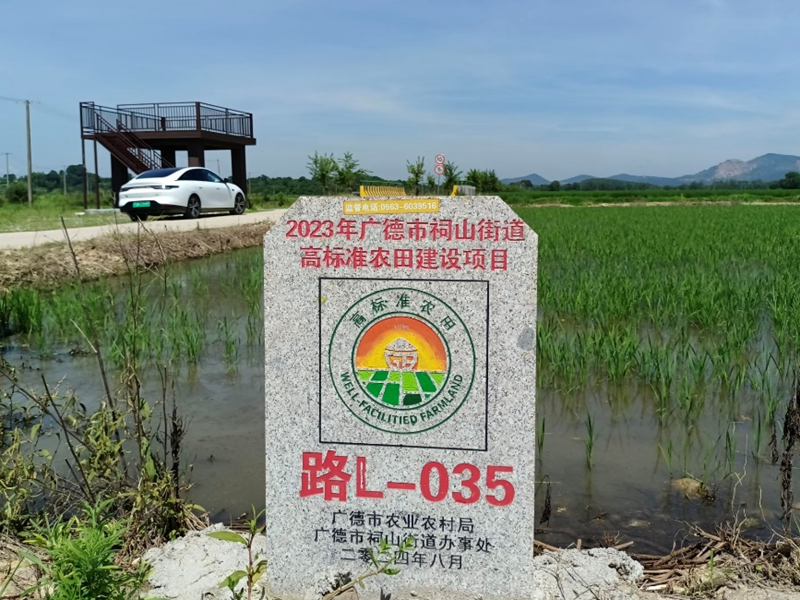 监督电话:0563-6039516
2023年广德市祠山街道
高标准农田建设项目
高标准农田
WELL-FACILITIED FARMLAND
路L-035
广德市农业农村局
广德市祠山街道办事处
二〇二四年八月